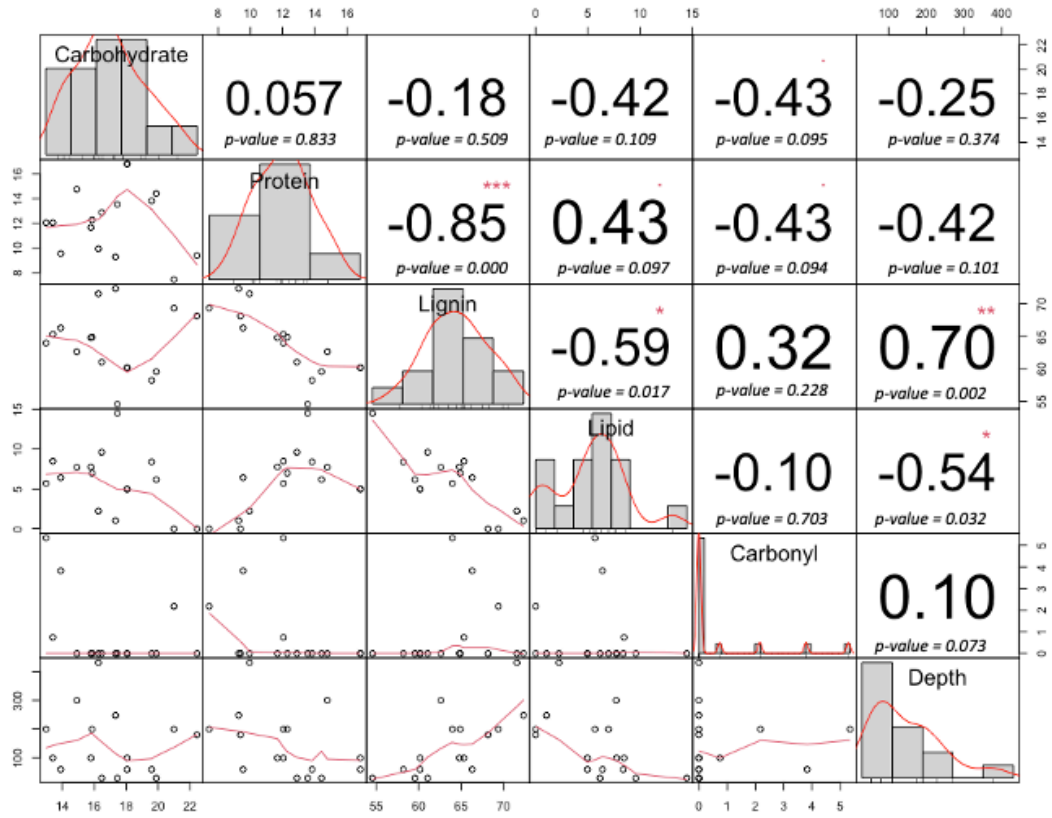 8 10 12 14 16 0 5 10 15 100 200 300 400
Carbohydrate 0.057 -0.18 -0.42 -0.43 . -0.25 14 16 18 20 22
p-value = 0.833 p-value = 0.509 p-value = 0.109 p-value = 0.095 p-value = 0.374
8 10 12 14 16 Protein -0.85 *** 0.43 . -0.43 . -0.42
p-value = 0.000 p-value = 0.097 p-value = 0.094 p-value = 0.101
Lignin -0.59 * 0.32 0.70 ** 55 60 65 70
p-value = 0.017 p-value = 0.228 p-value = 0.002
0 5 10 15 Lipid -0.10 -0.54 *
p-value = 0.703 p-value = 0.032
Carbonyl 0.10 0 1 2 3 4 5
p-value = 0.073
100 300 Depth
14 16 18 20 22 55 60 65 70 0 1 2 3 4 5